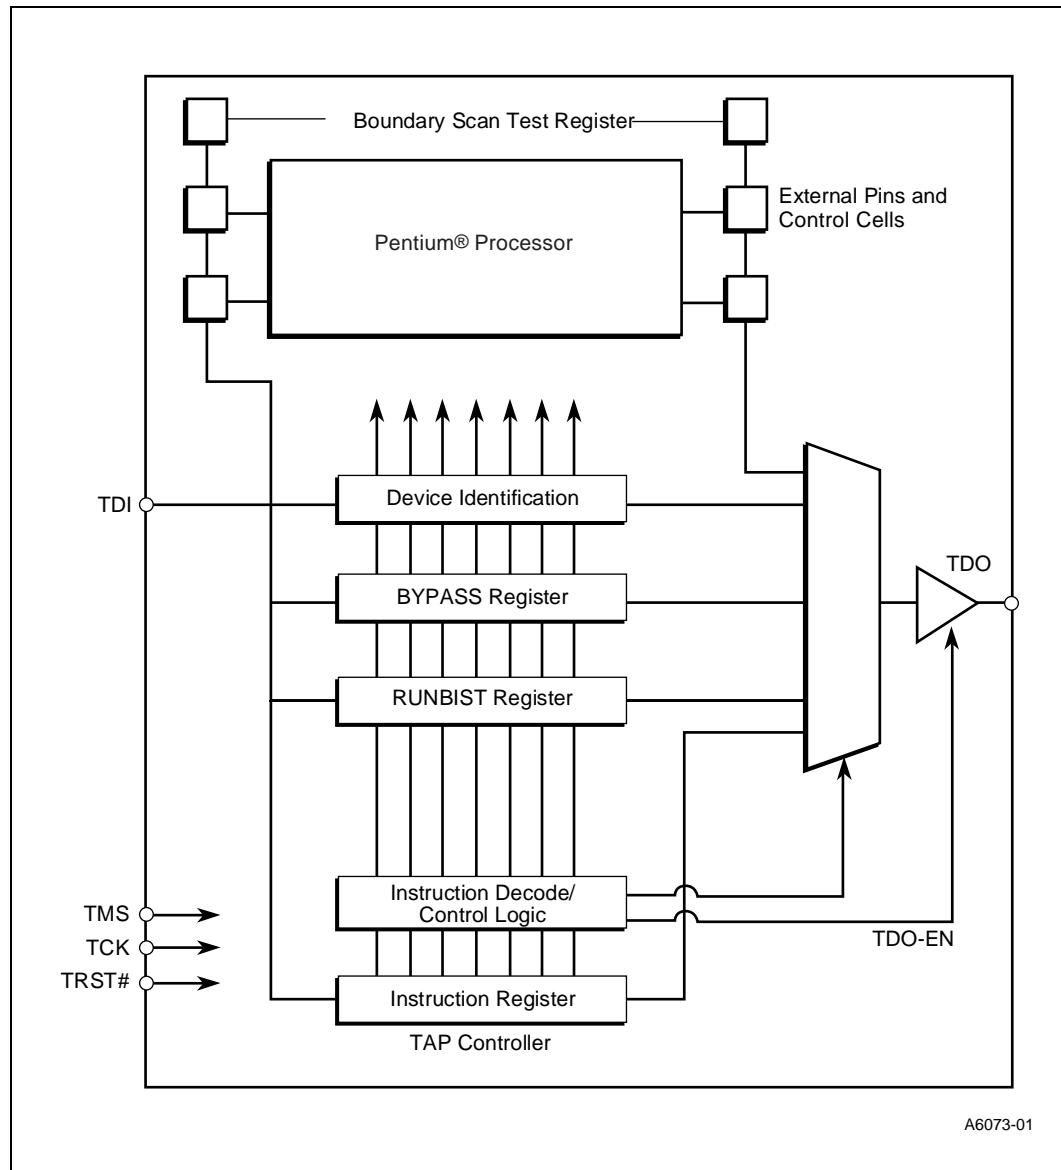 Boundary Scan Test Register
External Pins and
Control Cells
Pentium® Processor
TDI
Device Identification
TDO
BYPASS Register
RUNBIST Register
Instruction Decode/
Control Logic
TMS
TCK
TDO-EN
TRST#
Instruction Register
TAP Controller
A6073-01